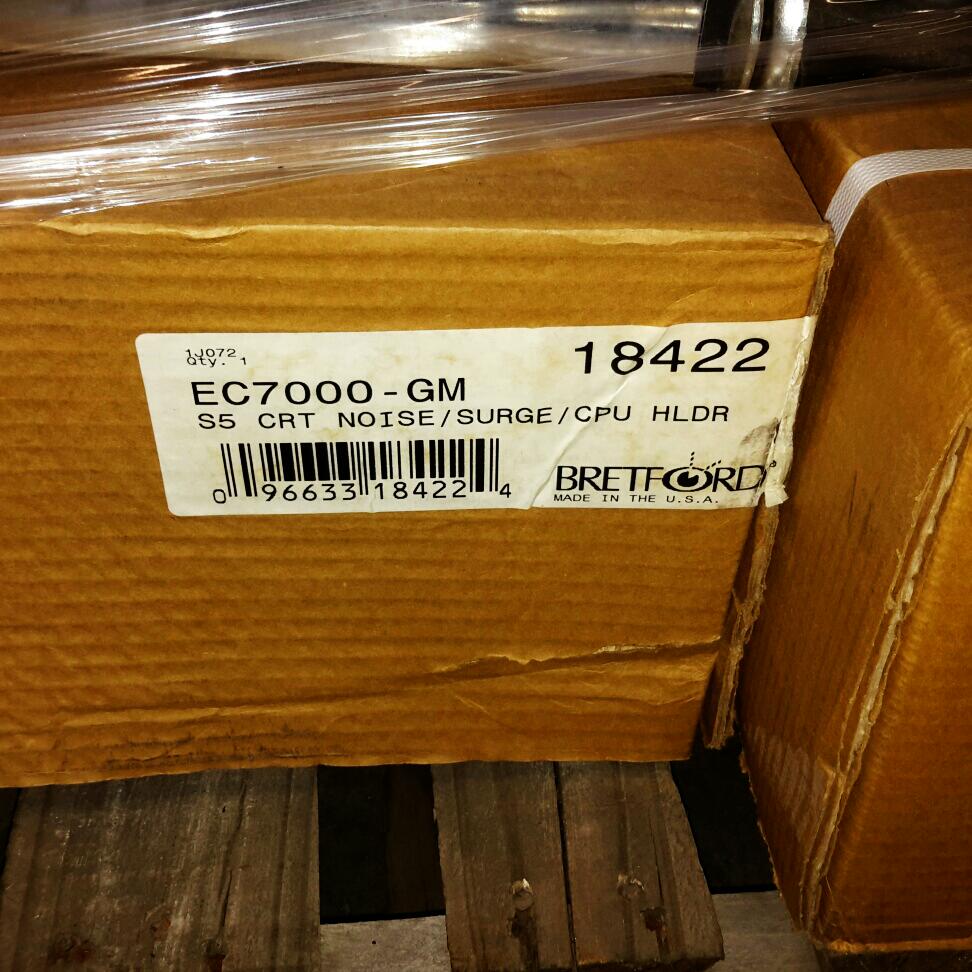 1J072
Qty. 1
18422
EC7000-GM
S5 CRT NOISE/SURGE/CPU HLDR
0 96633 18422 4
BRETFORD
MADE IN THE U.S.A.